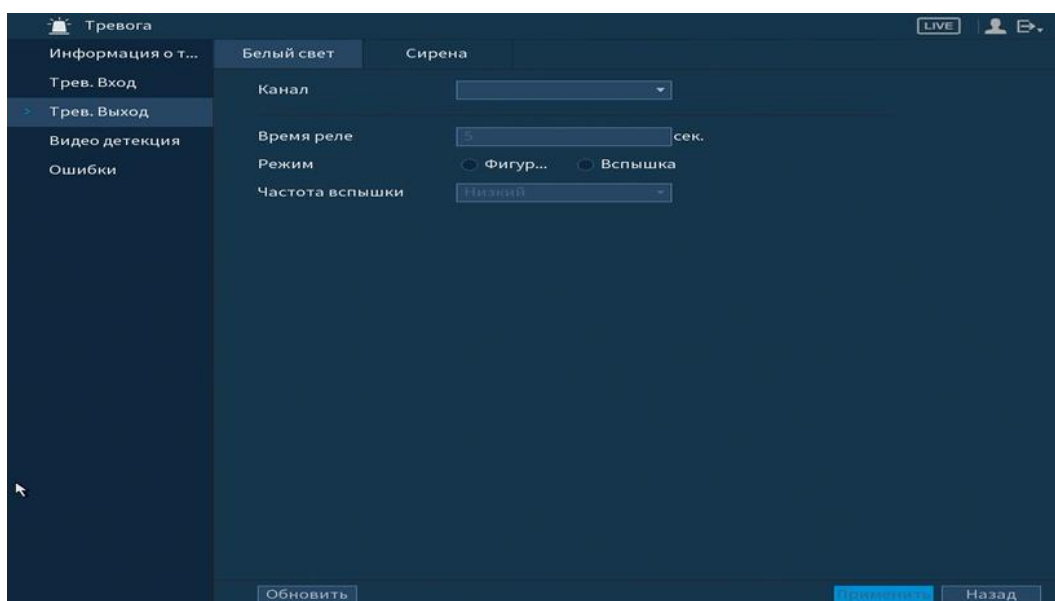 Тревога
LIVE
Информация о т...
Белый свет
Сирена
Трев. Вход
Канал
> Трев. Выход
Видео детекция
Время реле
5
сек.
Ошибки
Режим
Фигур...
Вспышка
Частота вспышки
Низкий
Обновить
Применить
Назад